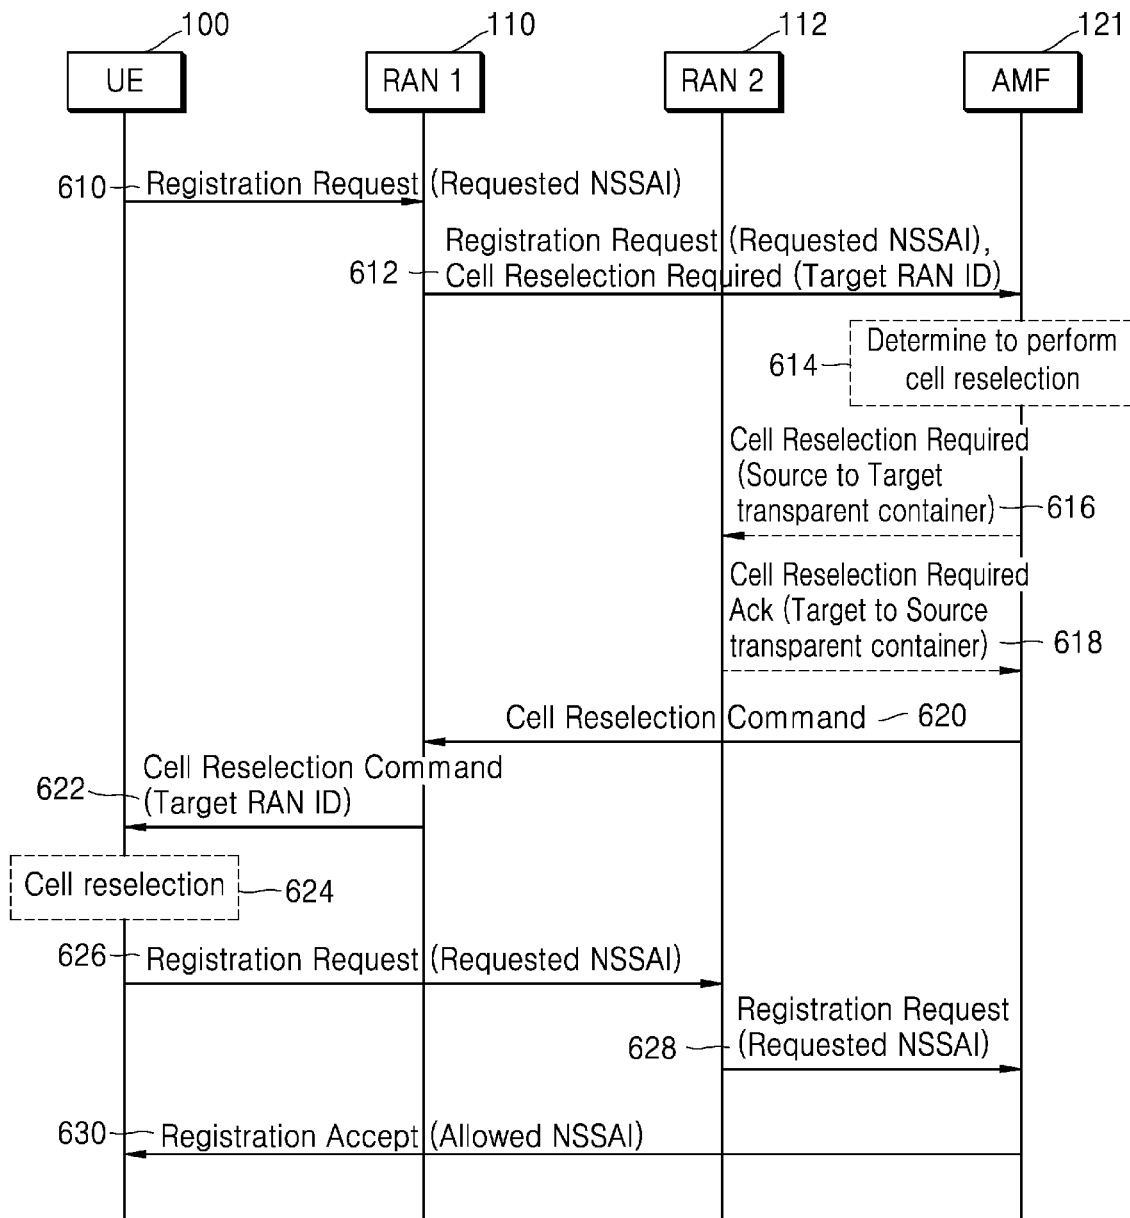 100
110
112
121
UE
RAN 1
RAN 2
AMF
610
Registration Request (Requested NSSAI)
Registration Request (Requested NSSAI),
612
Cell Reselection Required (Target RAN ID)
Determine to perform
614
cell reselection
Cell Reselection Required
(Source to Target
transparent container)
616
Cell Reselection Required
Ack (Target to Source
transparent container)
618
Cell Reselection Command
620
Cell Reselection Command
622
(Target RAN ID)
Cell reselection
624
626
Registration Request (Requested NSSAI)
Registration Request
628
(Requested NSSAI)
630
Registration Accept (Allowed NSSAI)